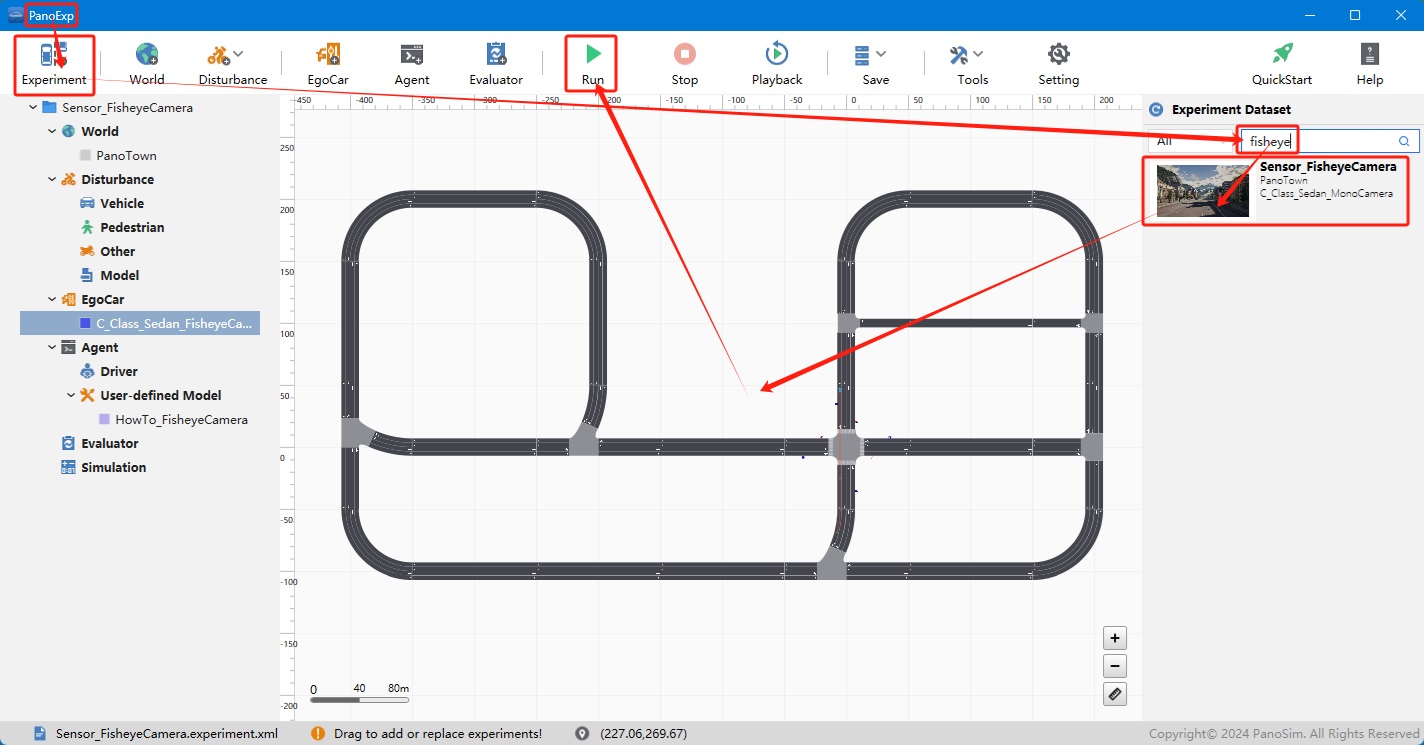 PanoExp
Experiment
World
Disturbance
EgoCar
Agent
Evaluator
Run
Stop
Playback
Save
Tools
Setting
QuickStart
Help
Sensor_FisheyeCamera
World
PanoTown
Disturbance
Vehicle
Pedestrian
Other
Model
EgoCar
C_Class_Sedan_FisheyeCa...
Agent
Driver
User-defined Model
HowTo_FisheyeCamera
Evaluator
Simulation
-450 -400 -350 -300 -250 -200 -150 -100 -50 0 50 100 150 200
250
200
150
100
50
0
-50
-100
-150
-200
0 40 80m
+
−
Experiment Dataset
All
fisheye
Sensor_FisheyeCamera
PanoTown
C_Class_Sedan_MonoCamera
Sensor_FisheyeCamera.experiment.xml
Drag to add or replace experiments!
(227.06,269.67)
Copyright© 2024 PanoSim. All Rights Reserved